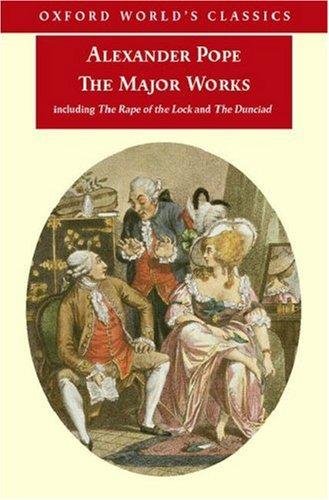 OXFORD WORLD'S CLASSICS
ALEXANDER POPE
THE MAJOR WORKS
including The Rape of the Lock and The Dunciad